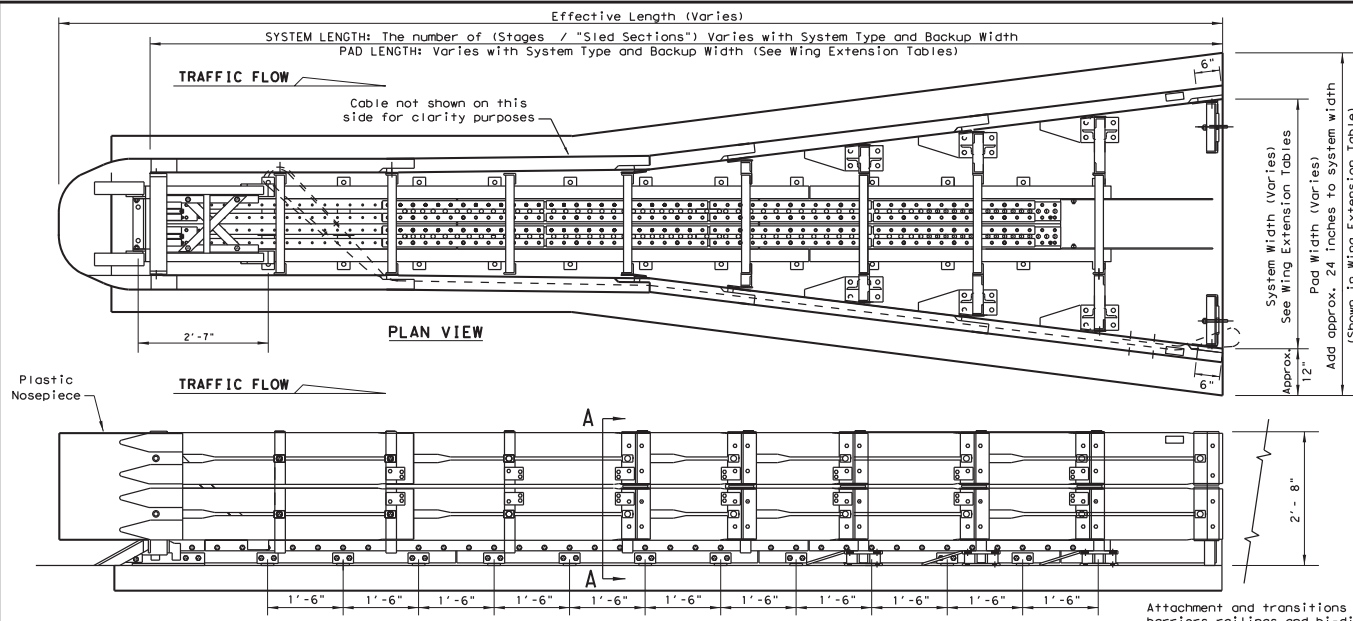 Effective Length (Varies)
SYSTEM LENGTH: The number of (Stages / "Sled Sections") Varies with System Type and Backup Width
PAD LENGTH: Varies with System Type and Backup Width (See Wing Extension Tables)
TRAFFIC FLOW
Cable not shown on this
side for clarity purposes
6"
System Width (Varies)
See Wing Extension Tables
Pad Width (Varies)
Add approx. 24 inches to system width
(Shown in Wing Extension Table)
2'-7"
PLAN VIEW
6"
Approx.
12"
TRAFFIC FLOW
Plastic
Nosepiece
A
A
2'- 8"
1'-6"
1'-6"
1'-6"
1'-6"
1'-6"
1'-6"
1'-6"
1'-6"
1'-6"
1'-6"
1'-6"
Attachment and transitions